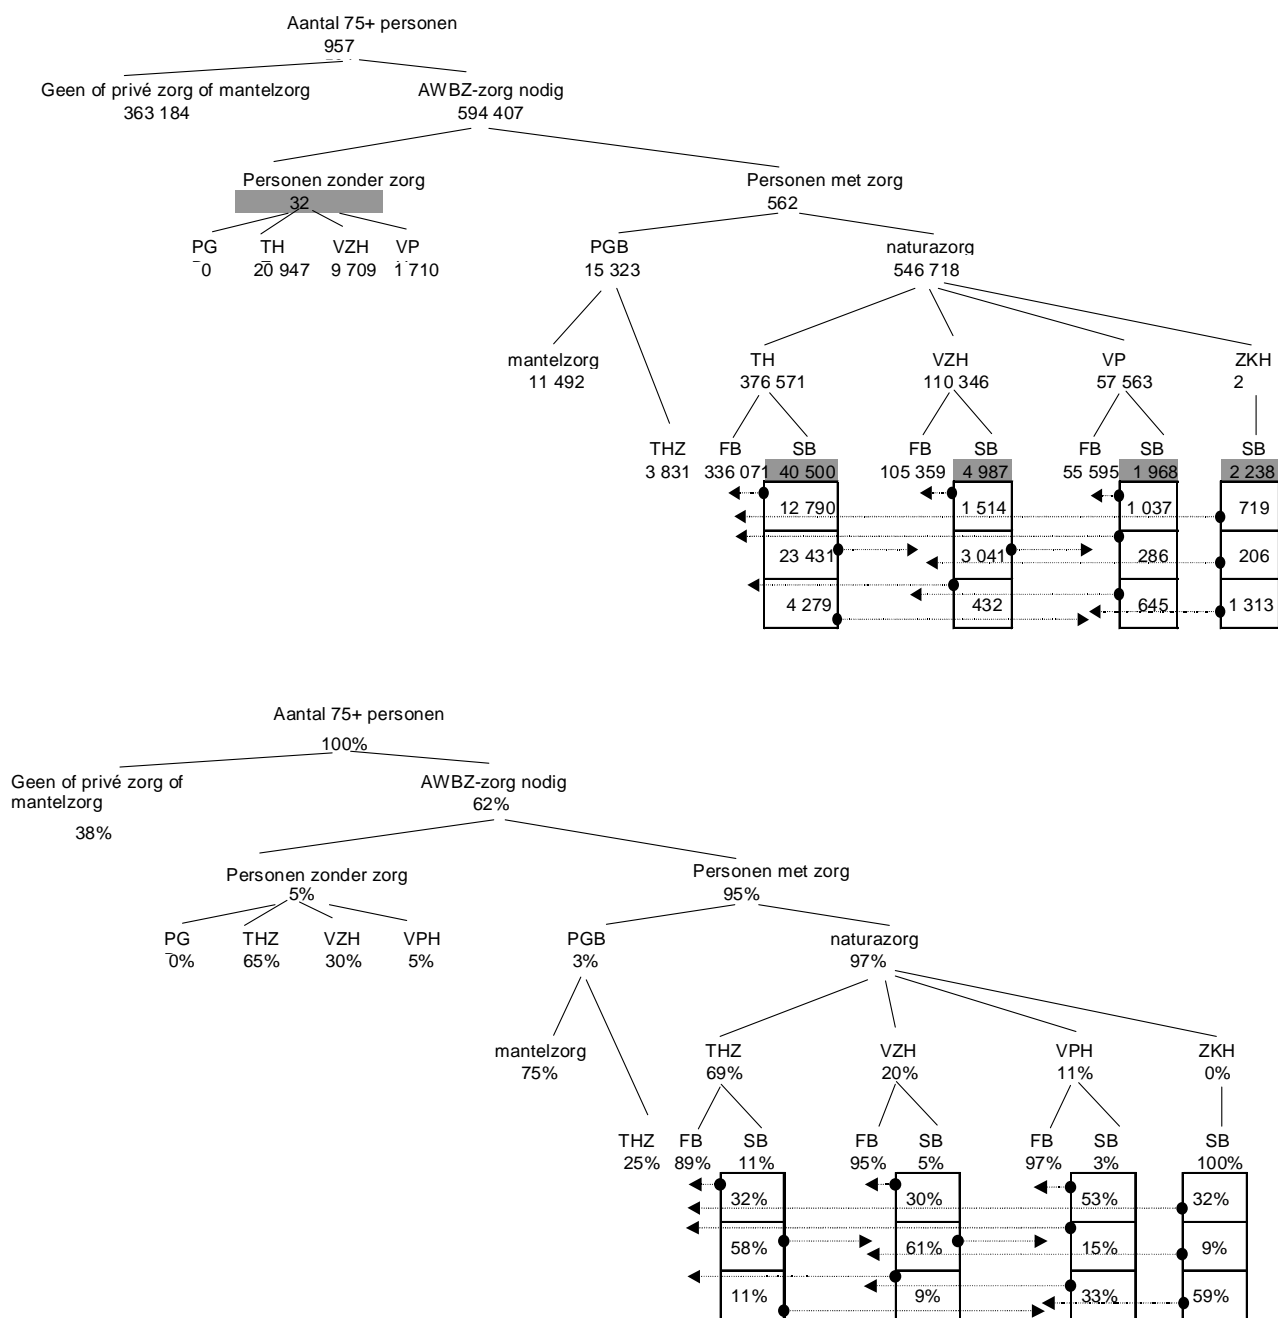 Aantal 75+ personen
957
Geen of privé zorg of mantelzorg
363 184
AWBZ-zorg nodig
594 407
Personen zonder zorg
32
Personen met zorg
562
PG TH VZH VP
0 20 947 9 709 1 710
PGB
15 323
naturazorg
546 718
mantelzorg
11 492
TH VZH VP ZKH
376 571 110 346 57 563 2
THZ FB SB FB SB FB SB SB
3 831 336 071 40 500 105 359 4 987 55 595 1 968 2 238
12 790 1 514 1 037 719
23 431 3 041 286 206
4 279 432 645 1 313
Aantal 75+ personen
100%
Geen of privé zorg of
mantelzorg
38%
AWBZ-zorg nodig
62%
Personen zonder zorg
5%
Personen met zorg
95%
PG THZ VZH VPH
0% 65% 30% 5%
PGB
3%
naturazorg
97%
mantelzorg
75%
THZ VZH VPH ZKH
69% 20% 11% 0%
THZ FB SB FB SB FB SB SB
25% 89% 11% 95% 5% 97% 3% 100%
32% 30% 53% 32%
58% 61% 15% 9%
11% 9% 33% 59%